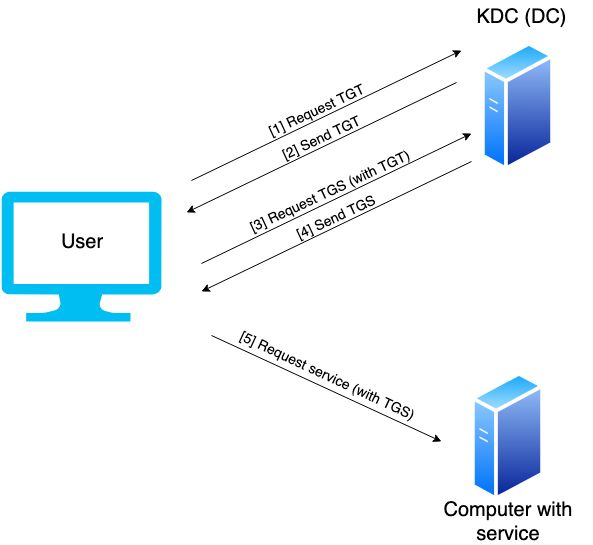 KDC (DC)
[1] Request TGT
[2] Send TGT
[3] Request TGS (with TGT)
[4] Send TGS
User
[5] Request service (with TGS)
Computer with
service